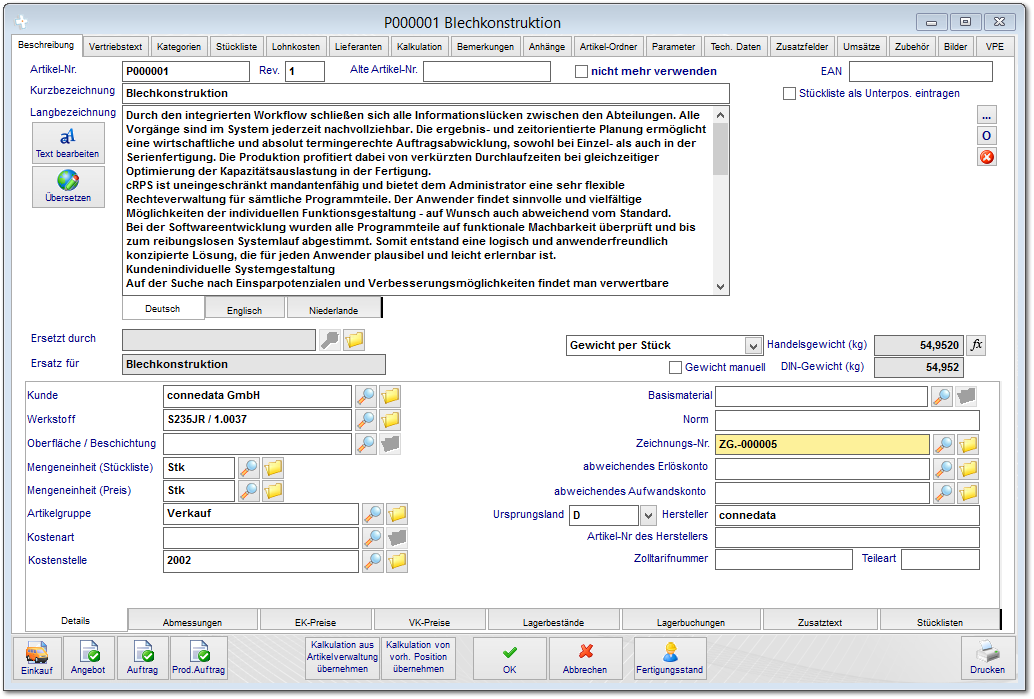 P000001 Blechkonstruktion
Beschreibung Vertriebstext Kategorien Stückliste Lohnkosten Lieferanten Kalkulation Bemerkungen Anhänge Artikel-Ordner Parameter Tech. Daten Zusatzfelder Umsätze Zubehör Bilder VPE
Artikel-Nr. P000001 Rev. 1 Alte Artikel-Nr. nicht mehr verwenden EAN
Kurzbezeichnung Blechkonstruktion Stückliste als Unterpos. eintragen
Langbezeichnung
Durch den integrierten Workflow schließen sich alle Informationslücken zwischen den Abteilungen. Alle
Vorgänge sind im System jederzeit nachvollziehbar. Die ergebnis- und zeitorientierte Planung ermöglicht
eine wirtschaftliche und absolut termingerechte Auftragsabwicklung, sowohl bei Einzel- als auch in der
Serienfertigung. Die Produktion profitiert dabei von verkürzten Durchlaufzeiten bei gleichzeitiger
Optimierung der Kapazitätsauslastung in der Fertigung.
cRPS ist uneingeschränkt mandantenfähig und bietet dem Administrator eine sehr flexible
Rechteverwaltung für sämtliche Programmteile. Der Anwender findet sinnvolle und vielfältige
Möglichkeiten der individuellen Funktionsgestaltung - auf Wunsch auch abweichend vom Standard.
Bei der Softwareentwicklung wurden alle Programmteile auf funktionale Machbarkeit überprüft und bis
zum reibungslosen Systemlauf abgestimmt. Somit entstand eine logisch und anwenderfreundlich
konzipierte Lösung, die für jeden Anwender plausibel und leicht erlernbar ist.
Kundenindividuelle Systemgestaltung
Auf der Suche nach Einsparpotenzialen und Verbesserungsmöglichkeiten findet man verwertbare
aA
Text bearbeiten
Übersetzen
...
O
Deutsch Englisch Niederlande
Ersetzt durch Gewicht per Stück Handelsgewicht (kg) 54,9520 fx
Ersatz für Blechkonstruktion Gewicht manuell DIN-Gewicht (kg) 54,952
Kunde connedata GmbH Basismaterial
Werkstoff S235JR / 1.0037 Norm
Oberfläche / Beschichtung Zeichnungs-Nr. ZG.-000005
Mengeneinheit (Stückliste) Stk abweichendes Erlöskonto
Mengeneinheit (Preis) Stk abweichendes Aufwandskonto
Artikelgruppe Verkauf Ursprungsland D Hersteller connedata
Kostenart Artikel-Nr des Herstellers
Kostenstelle 2002 Zolltarifnummer Teileart
Details Abmessungen EK-Preise VK-Preise Lagerbestände Lagerbuchungen Zusatztext Stücklisten
Einkauf Angebot Auftrag Prod.Auftrag
Kalkulation aus
Artikelverwaltung
übernehmen
Kalkulation von
vorh. Position
übernehmen
OK Abbrechen Fertigungsstand Drucken